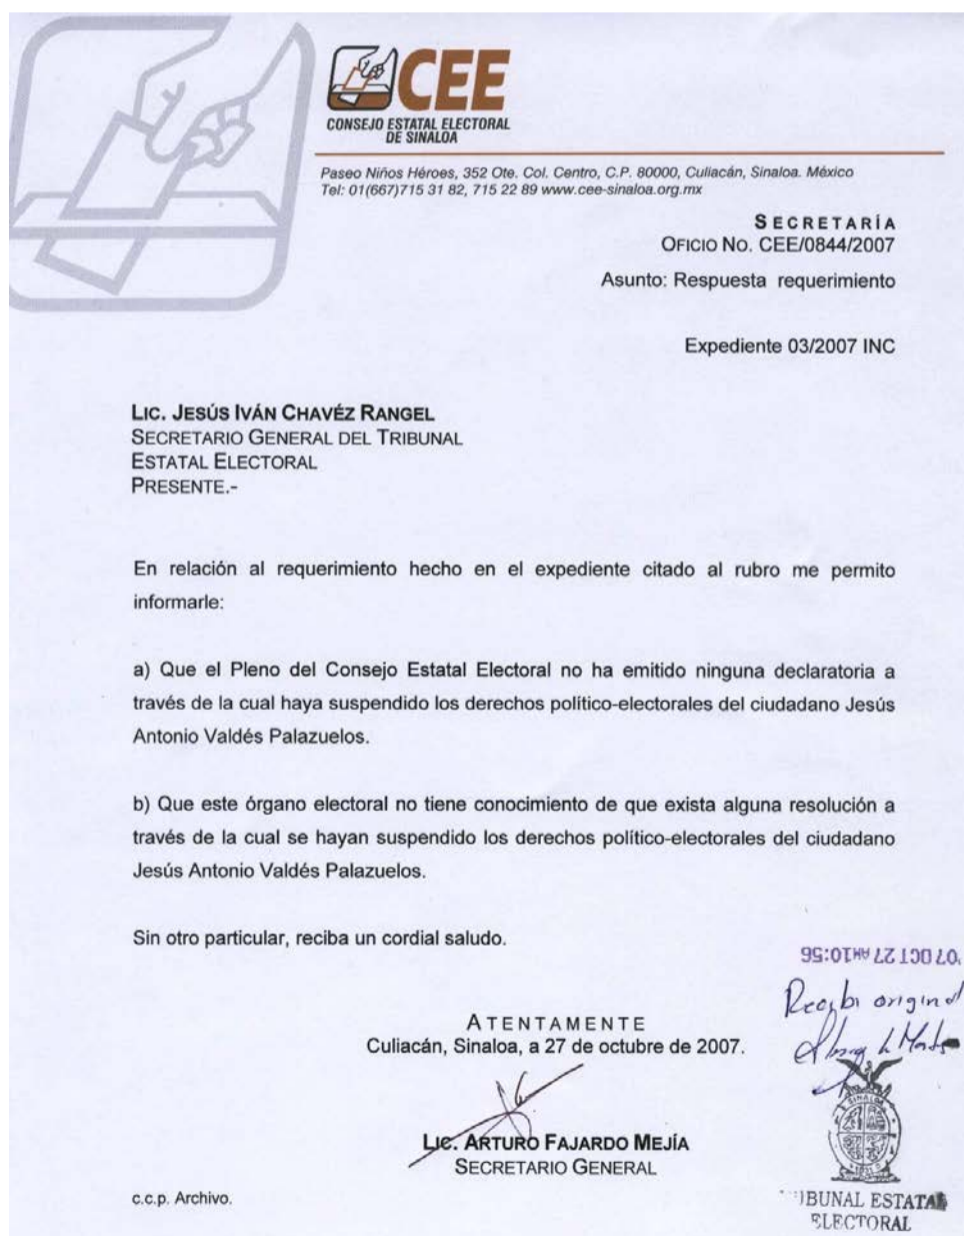 CEE
CONSEJO ESTATAL ELECTORAL
DE SINALOA
Paseo Niños Héroes, 352 Ote. Col. Centro, C.P. 80000, Culiacán, Sinaloa. México
Tel: 01(667)715 31 82, 715 22 89 www.cee-sinaloa.org.mx
SECRETARÍA
OFICIO NO. CEE/0844/2007
Asunto: Respuesta requerimiento
Expediente 03/2007 INC
LIC. JESÚS IVÁN CHAVÉZ RANGEL
SECRETARIO GENERAL DEL TRIBUNAL
ESTATAL ELECTORAL
PRESENTE.-
En relación al requerimiento hecho en el expediente citado al rubro me permito
informarle:
a) Que el Pleno del Consejo Estatal Electoral no ha emitido ninguna declaratoria a
través de la cual haya suspendido los derechos político-electorales del ciudadano Jesús
Antonio Valdés Palazuelos.
b) Que este órgano electoral no tiene conocimiento de que exista alguna resolución a
través de la cual se hayan suspendido los derechos político-electorales del ciudadano
Jesús Antonio Valdés Palazuelos.
Sin otro particular, reciba un cordial saludo.
'07 OCT 27 AM10:56
Recibi original
ATENTAMENTE
Culiacán, Sinaloa, a 27 de octubre de 2007.
SINALOA
LIC. ARTURO FAJARDO MEJÍA
SECRETARIO GENERAL
c.c.p. Archivo.
IBUNAL ESTATAL
ELECTORAL